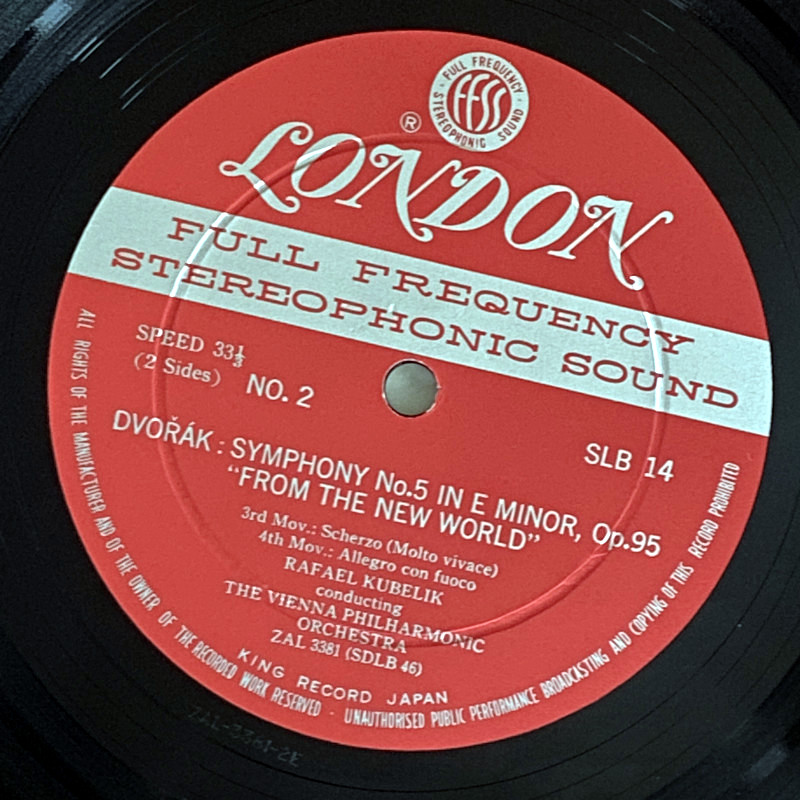 FULL FREQUENCY
FFSS
STEREOPHONIC SOUND
®
LONDON
FULL FREQUENCY
STEREOPHONIC SOUND
SPEED 33⅓
(2 Sides)
NO. 2
SLB 14
DVOŘÁK : SYMPHONY No.5 IN E MINOR, Op.95
“FROM THE NEW WORLD”
3rd Mov.: Scherzo (Molto vivace)
4th Mov.: Allegro con fuoco
RAFAEL KUBELIK
conducting
THE VIENNA PHILHARMONIC
ORCHESTRA
ZAL 3381 (SDLB 46)
KING RECORD JAPAN
ALL RIGHTS OF THE MANUFACTURER AND OF THE OWNER OF THE RECORDED WORK RESERVED · UNAUTHORISED PUBLIC PERFORMANCE BROADCASTING AND COPYING OF THIS RECORD PROHIBITED
ZAL-3381-2E